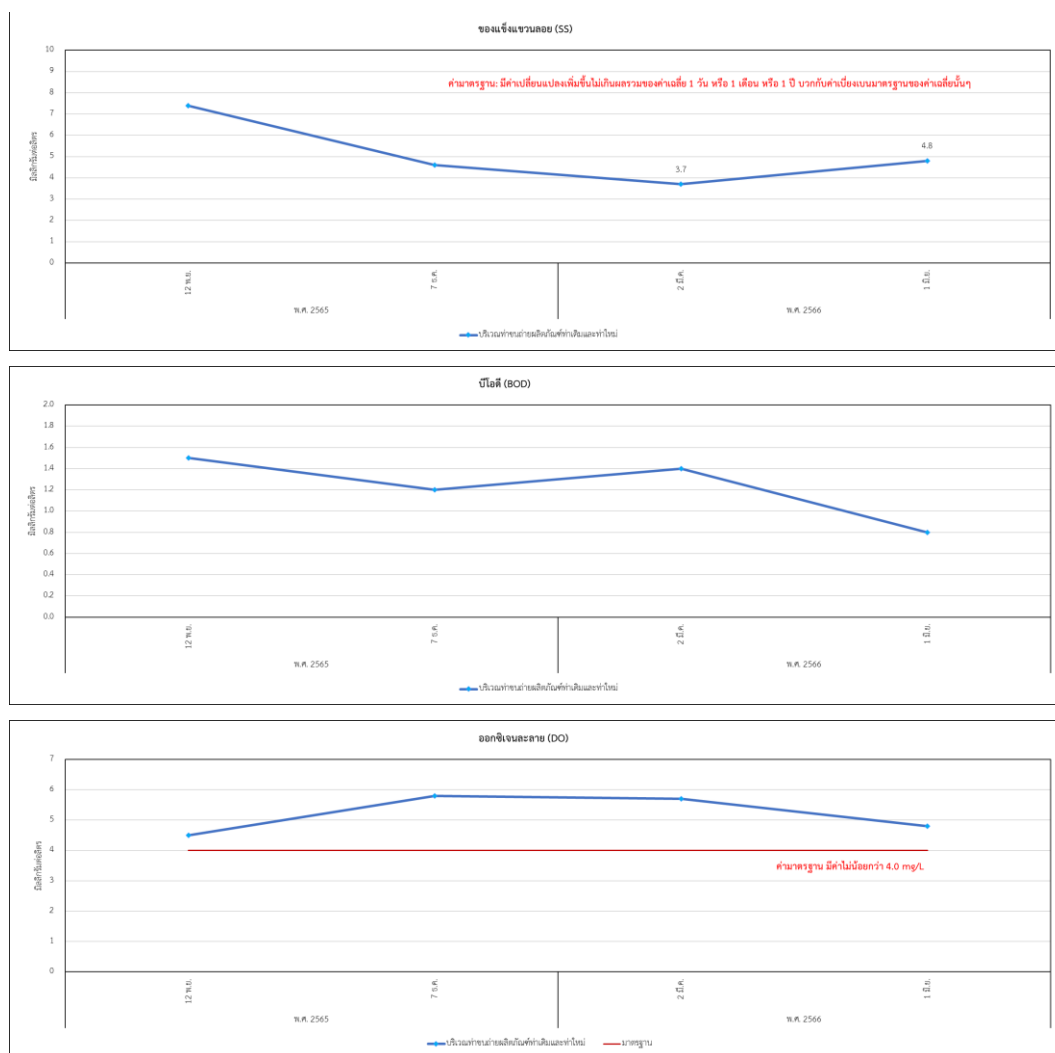 ของแข็งแขวนลอย (SS)
10
ค่ามาตรฐาน: มีค่าเปลี่ยนแปลงเพิ่มขึ้นไม่เกินผลรวมของค่าเฉลี่ย 1 วัน หรือ 1 เดือน หรือ 1 ปี บวกกับค่าเบี่ยงเบนมาตรฐานของค่าเฉลี่ยนั้นๆ
9
8
7
6
5
4
3
2
1
0
มิลลิกรัมต่อลิตร
3.7
4.8
12 พ.ย.
7 ธ.ค.
2 มี.ค.
1 มิ.ย.
พ.ศ. 2565
พ.ศ. 2566
บริเวณท่าขนถ่ายผลิตภัณฑ์ท่าเดิมและท่าใหม่
บีโอดี (BOD)
2.0
1.8
1.6
1.4
1.2
1.0
0.8
0.6
0.4
0.2
0.0
มิลลิกรัมต่อลิตร
12 พ.ย.
7 ธ.ค.
2 มี.ค.
1 มิ.ย.
พ.ศ. 2565
พ.ศ. 2566
บริเวณท่าขนถ่ายผลิตภัณฑ์ท่าเดิมและท่าใหม่
ออกซิเจนละลาย (DO)
7
6
5
4
3
2
1
0
มิลลิกรัมต่อลิตร
ค่ามาตรฐาน มีค่าไม่น้อยกว่า 4.0 mg/L
12 พ.ย.
7 ธ.ค.
2 มี.ค.
1 มิ.ย.
พ.ศ. 2565
พ.ศ. 2566
บริเวณท่าขนถ่ายผลิตภัณฑ์ท่าเดิมและท่าใหม่
มาตรฐาน